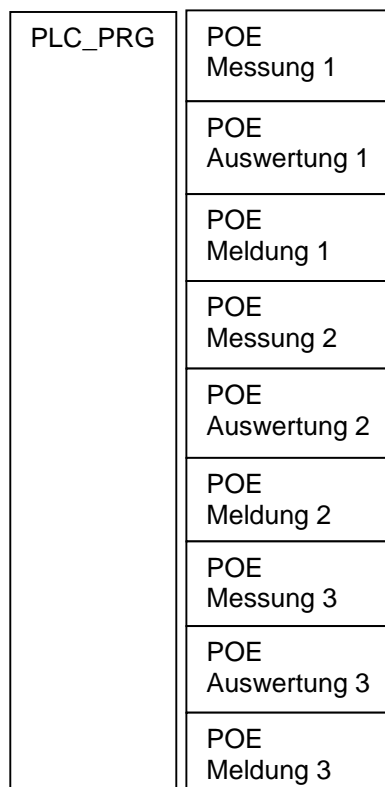 PLC_PRG
POE
Messung 1
POE
Auswertung 1
POE
Meldung 1
POE
Messung 2
POE
Auswertung 2
POE
Meldung 2
POE
Messung 3
POE
Auswertung 3
POE
Meldung 3